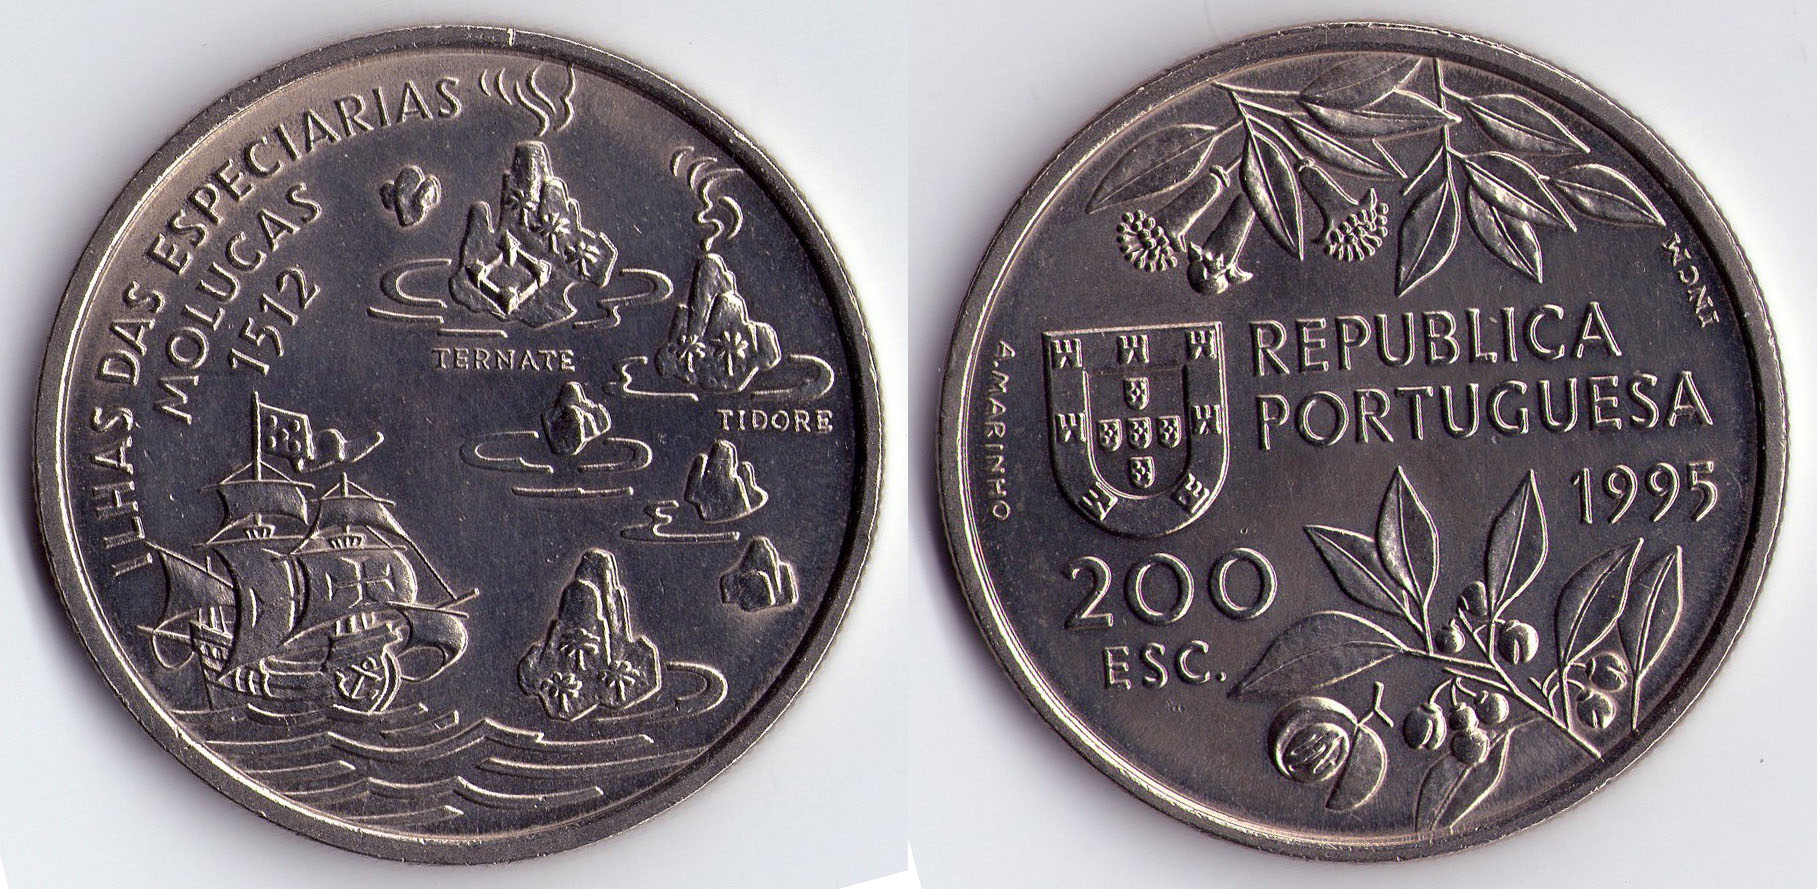 ILHAS DAS ESPECIARIAS
MOLUCAS
1512
TERNATE
TIDORE
INCM
A. MARINHO
REPUBLICA
PORTUGUESA
1995
200
ESC.